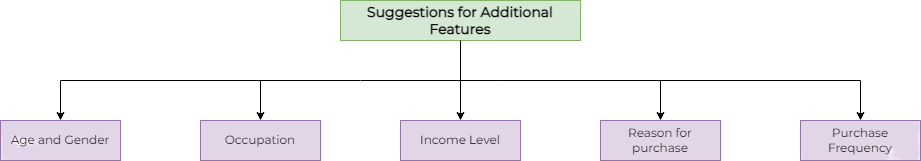 Suggestions for Additional
Features
Age and Gender
Occupation
Income Level
Reason for
purchase
Purchase
Frequency